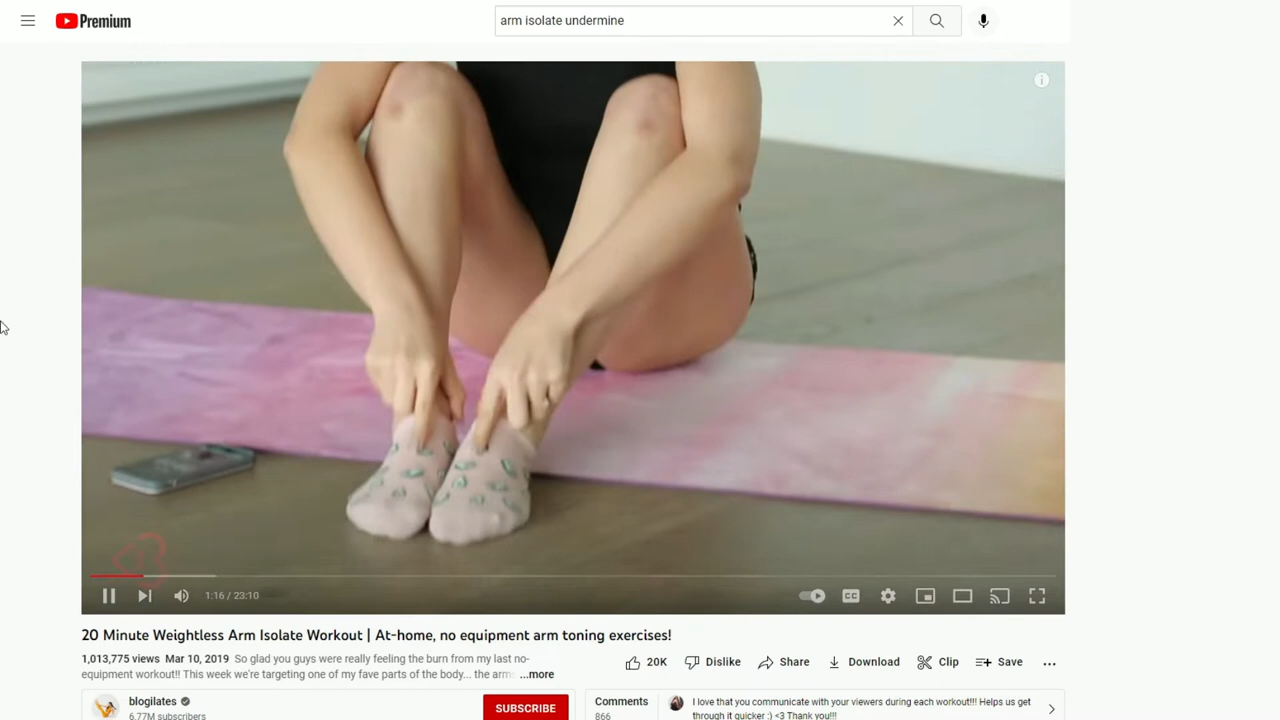 Premium
arm isolate undermine
1:16 / 23:10
CC
20 Minute Weightless Arm Isolate Workout | At-home, no equipment arm toning exercises!
1,013,775 views Mar 10, 2019 So glad you guys were really feeling the burn from my last no-
equipment workout!! This week we're targeting one of my fave parts of the body... the arms ...more
20K
Dislike
Share
Download
Clip
Save
blogilates
6.77M subscribers
SUBSCRIBE
Comments
866
I love that you communicate with your viewers during each workout!!! Helps us get
through it quicker :) <3 Thank you!!!